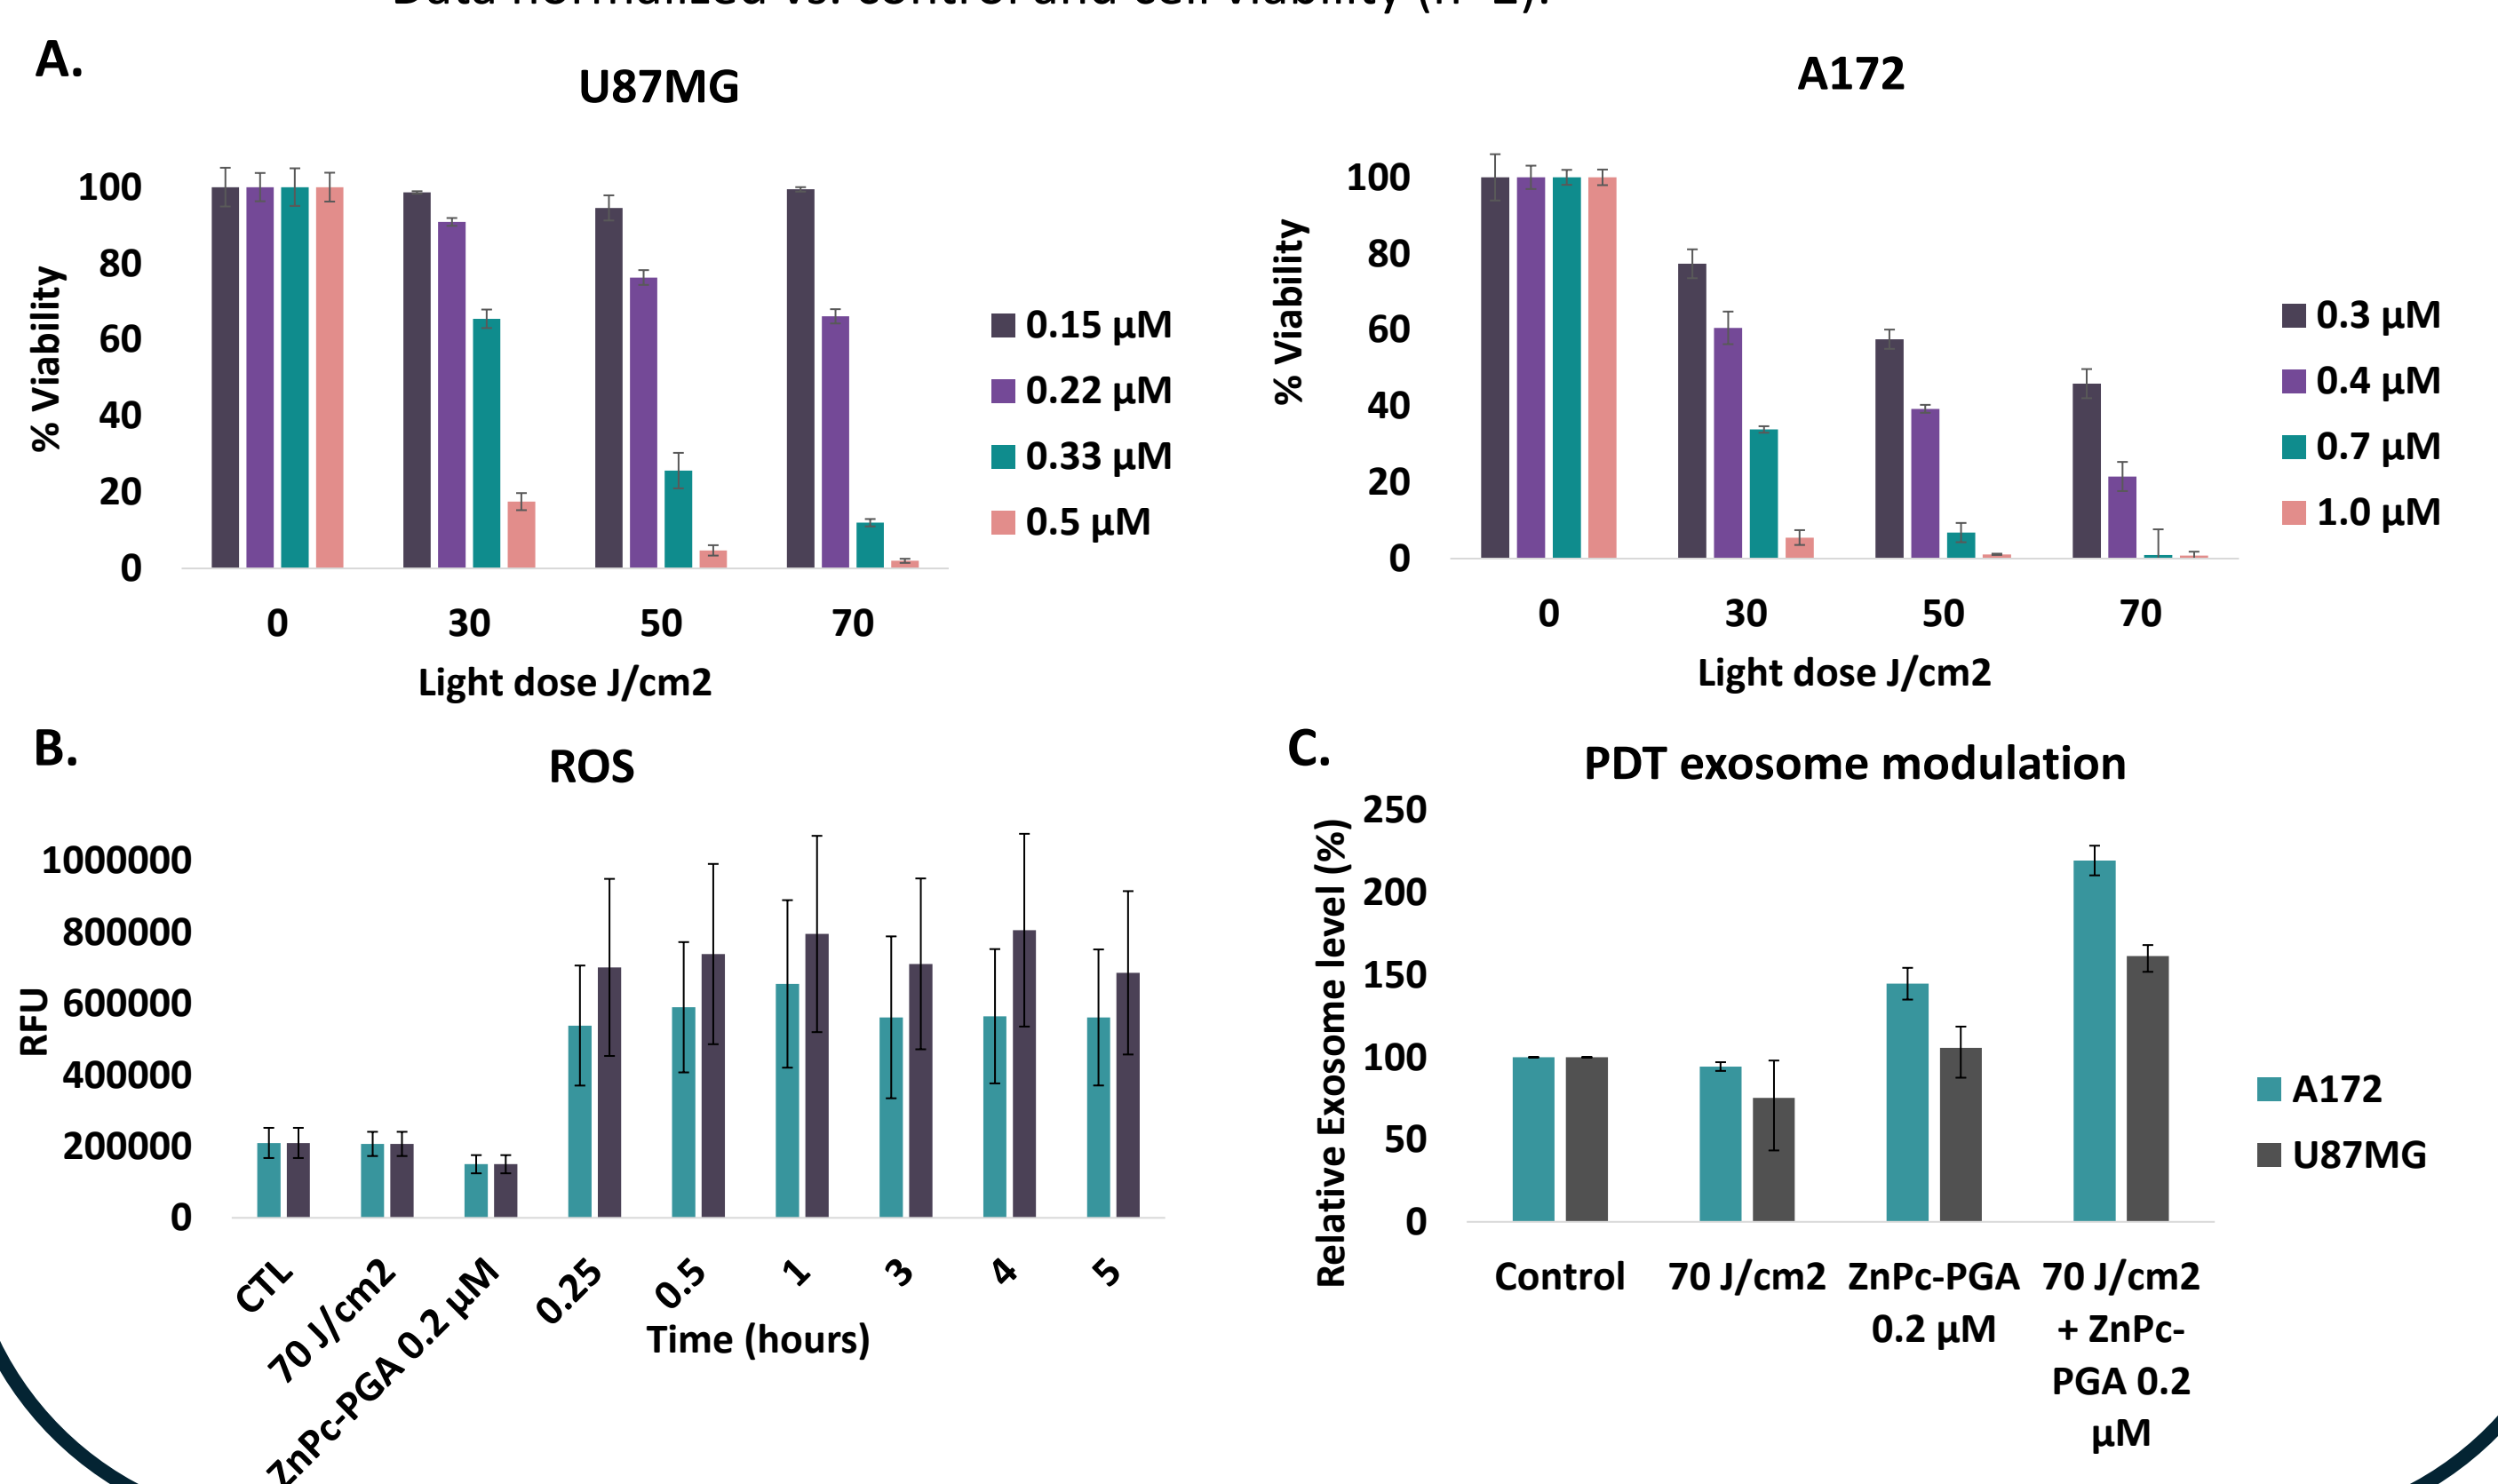 A.
U87MG
% Viability
100
80
60
40
20
0
0 30 50 70
Light dose J/cm2
0.15 µM
0.22 µM
0.33 µM
0.5 µM
A172
% Viability
100
80
60
40
20
0
0 30 50 70
Light dose J/cm2
0.3 µM
0.4 µM
0.7 µM
1.0 µM
B.
ROS
RFU
1000000
800000
600000
400000
200000
0
CTL
70 J/cm2
ZnPc-PGA 0.2 µM
0.25
0.5
1
3
4
5
Time (hours)
C.
PDT exosome modulation
Relative Exosome level (%)
250
200
150
100
50
0
Control
70 J/cm2
ZnPc-PGA
0.2 µM
70 J/cm2
+ ZnPc-
PGA 0.2
µM
A172
U87MG